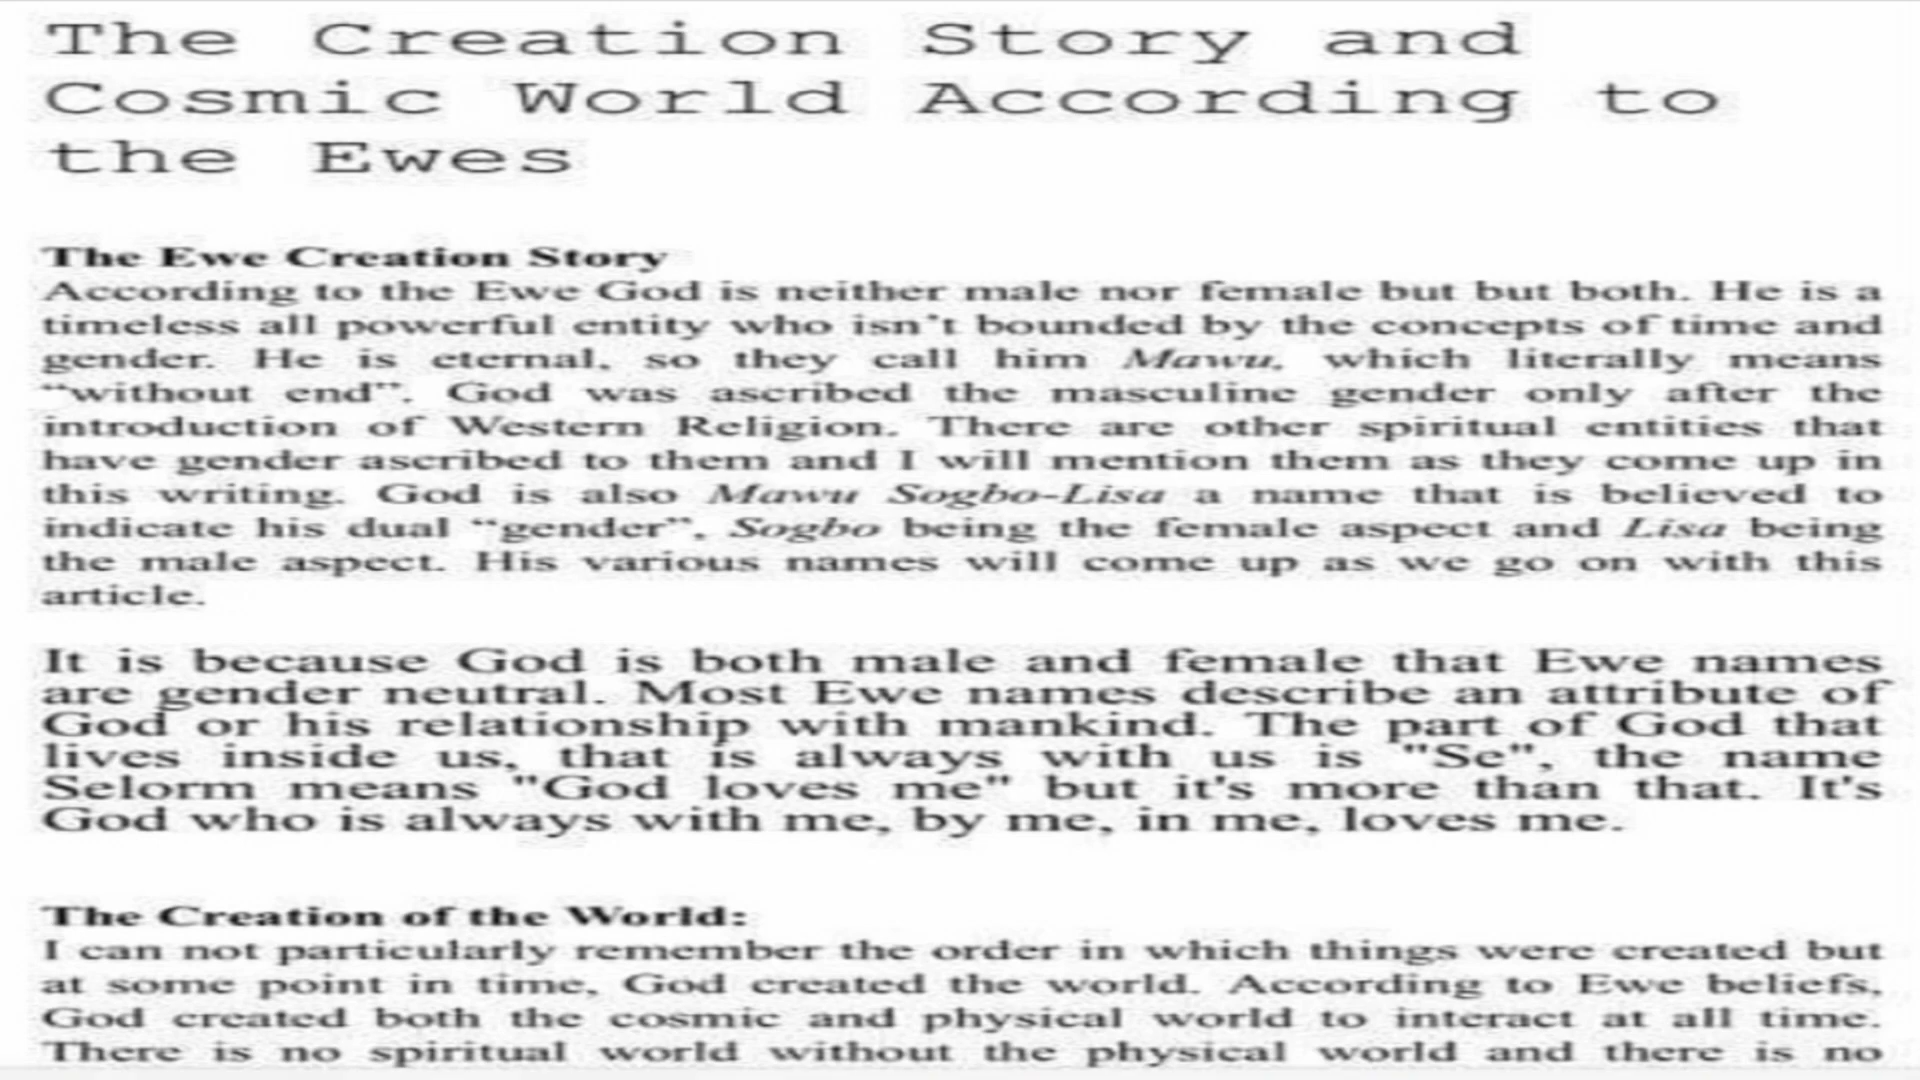 The Creation Story and
Cosmic World According to
the Ewes
The Ewe Creation Story
According to the Ewe God is neither male nor female but but both. He is a
timeless all powerful entity who isn't bounded by the concepts of time and
gender. He is eternal, so they call him Mawu, which literally means
"without end". God was ascribed the masculine gender only after the
introduction of Western Religion. There are other spiritual entities that
have gender ascribed to them and I will mention them as they come up in
this writing. God is also Mawu Sogbo-Lisa a name that is believed to
indicate his dual "gender", Sogbo being the female aspect and Lisa being
the male aspect. His various names will come up as we go on with this
article.
It is because God is both male and female that Ewe names
are gender neutral. Most Ewe names describe an attribute of
God or his relationship with mankind. The part of God that
lives inside us, that is always with us is "Se", the name
Selorm means "God loves me" but it's more than that. It's
God who is always with me, by me, in me, loves me.
The Creation of the World:
I can not particularly remember the order in which things were created but
at some point in time, God created the world. According to Ewe beliefs,
God created both the cosmic and physical world to interact at all time.
There is no spiritual world without the physical world and there is no